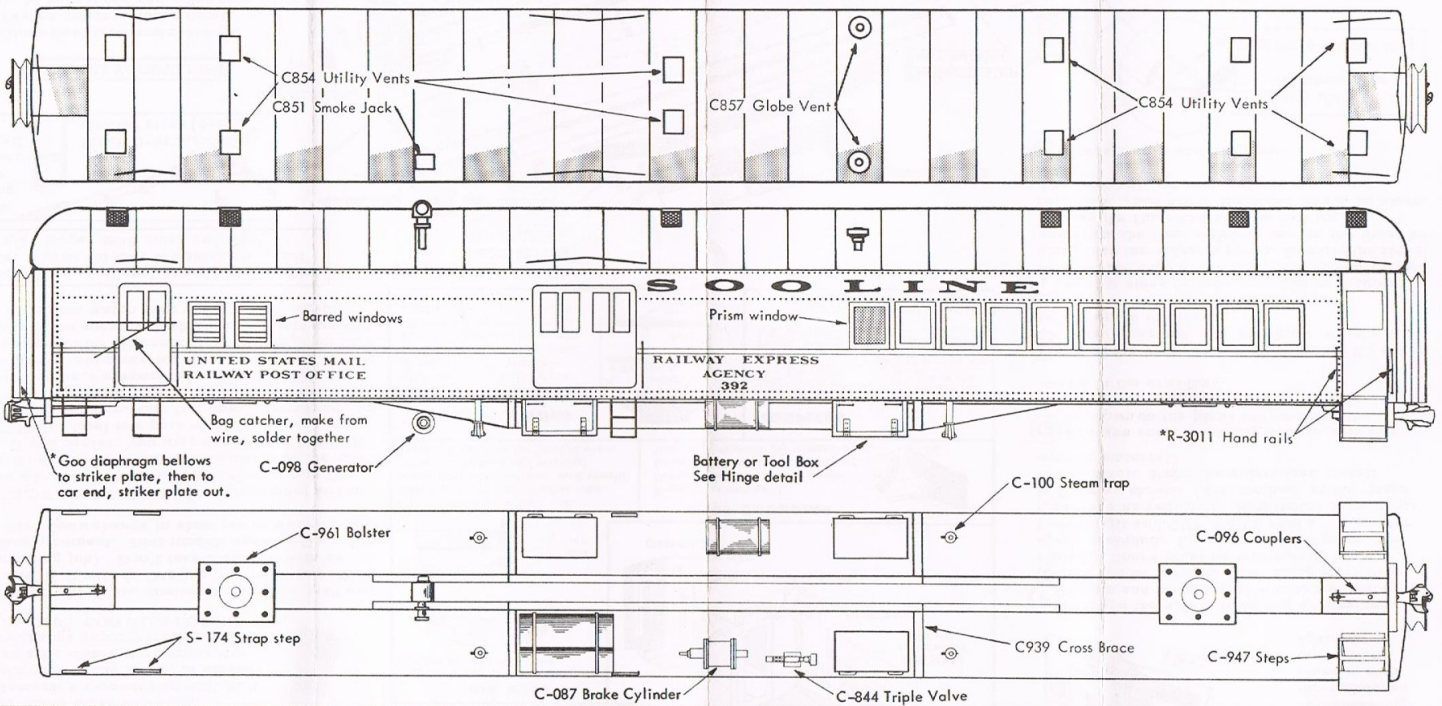 C854 Utility Vents
C851 Smoke Jack
C857 Globe Vent
C854 Utility Vents
SOO LINE
Barred windows
Prism window
UNITED STATES MAIL
RAILWAY POST OFFICE
RAILWAY EXPRESS
AGENCY
392
Bag catcher, make from
wire, solder together
*R-3011 Hand rails
*Goo diaphragm bellows
to striker plate, then to
car end, striker plate out.
C-098 Generator
Battery or Tool Box
See Hinge detail
C-100 Steam trap
C-961 Bolster
C-096 Couplers
S-174 Strap step
C939 Cross Brace
C-947 Steps
C-087 Brake Cylinder
C-844 Triple Valve